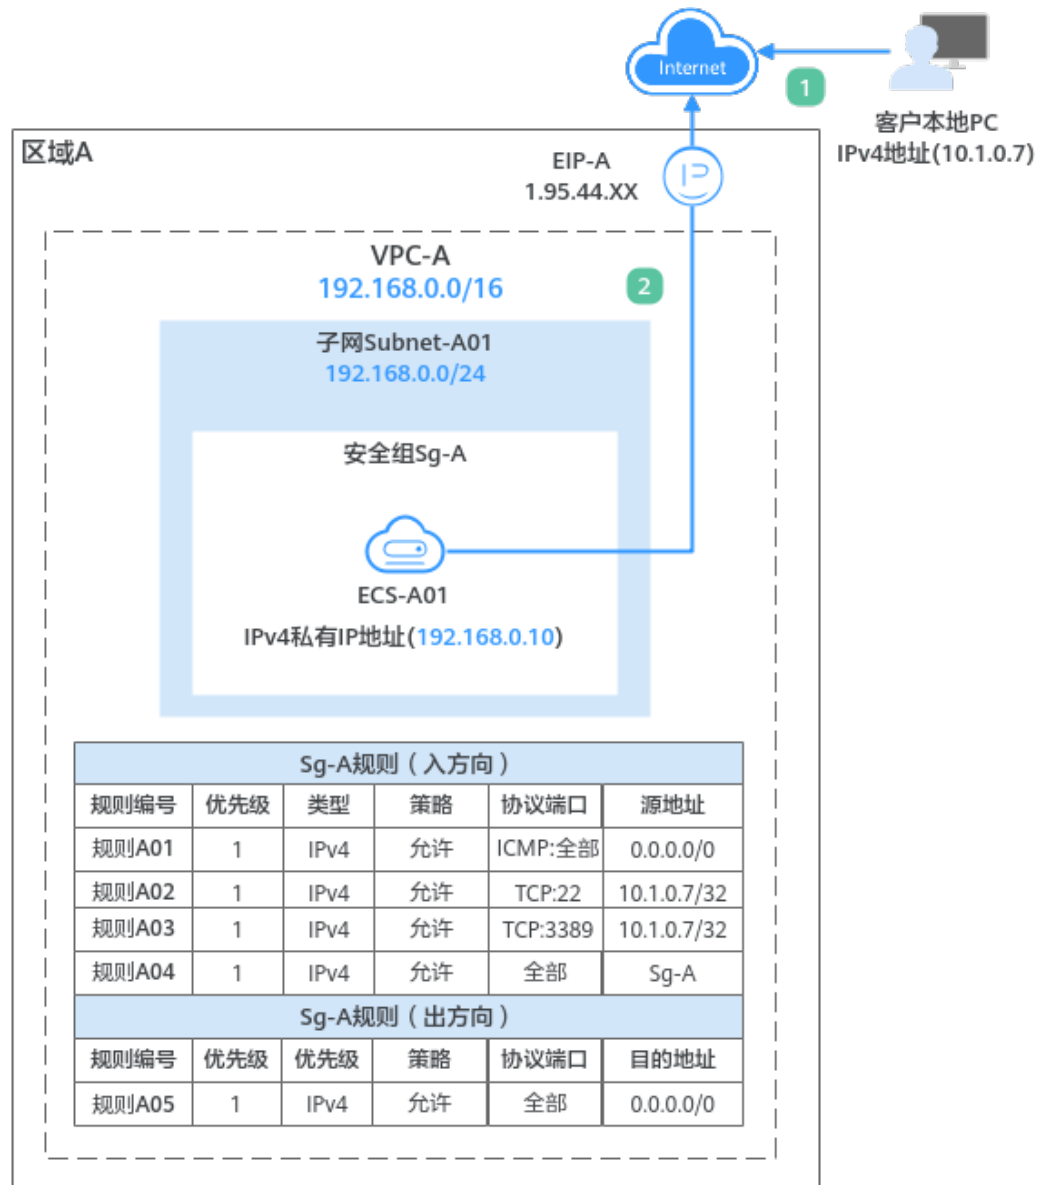 Internet
1
客户本地PC
IPv4地址(10.1.0.7)
区域A
EIP-A
1.95.44.XX
IP
VPC-A
192.168.0.0/16
2
子网Subnet-A01
192.168.0.0/24
安全组Sg-A
ECS-A01
IPv4私有IP地址(192.168.0.10)
Sg-A规则（入方向）
规则编号 优先级 类型 策略 协议端口 源地址
规则A01 1 IPv4 允许 ICMP:全部 0.0.0.0/0
规则A02 1 IPv4 允许 TCP:22 10.1.0.7/32
规则A03 1 IPv4 允许 TCP:3389 10.1.0.7/32
规则A04 1 IPv4 允许 全部 Sg-A
Sg-A规则（出方向）
规则编号 优先级 优先级 策略 协议端口 目的地址
规则A05 1 IPv4 允许 全部 0.0.0.0/0